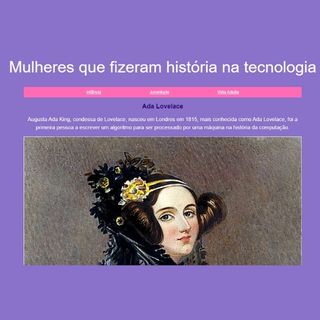 Mulheres que fizeram história na tecnologia
Infância Juventude Vida Adulta
Ada Lovelace
Augusta Ada King, condessa de Lovelace, nasceu em Londres em 1815, mais conhecida como Ada Lovelace, foi a
primeira pessoa a escrever um algoritmo para ser processado por uma máquina na história da computação.